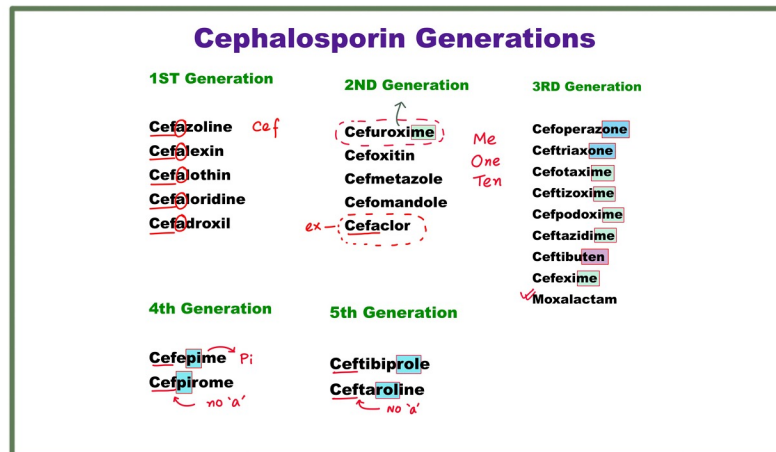 Cephalosporin Generations
1ST Generation
Cefazoline
Cef
Cefalexin
Cefalothin
Cefaloridine
Cefadroxil
2ND Generation
Cefuroxime
Cefoxitin
Cefmetazole
Cefomandole
ex - Cefaclor
Me
One
Ten
3RD Generation
Cefoperazone
Ceftriaxone
Cefotaxime
Ceftizoxime
Cefpodoxime
Ceftazidime
Ceftibuten
Cefexime
Moxalactam
4th Generation
Cefepime Pi
Cefpirome
no 'a'
5th Generation
Ceftibiprole
Ceftaroline
No 'a'